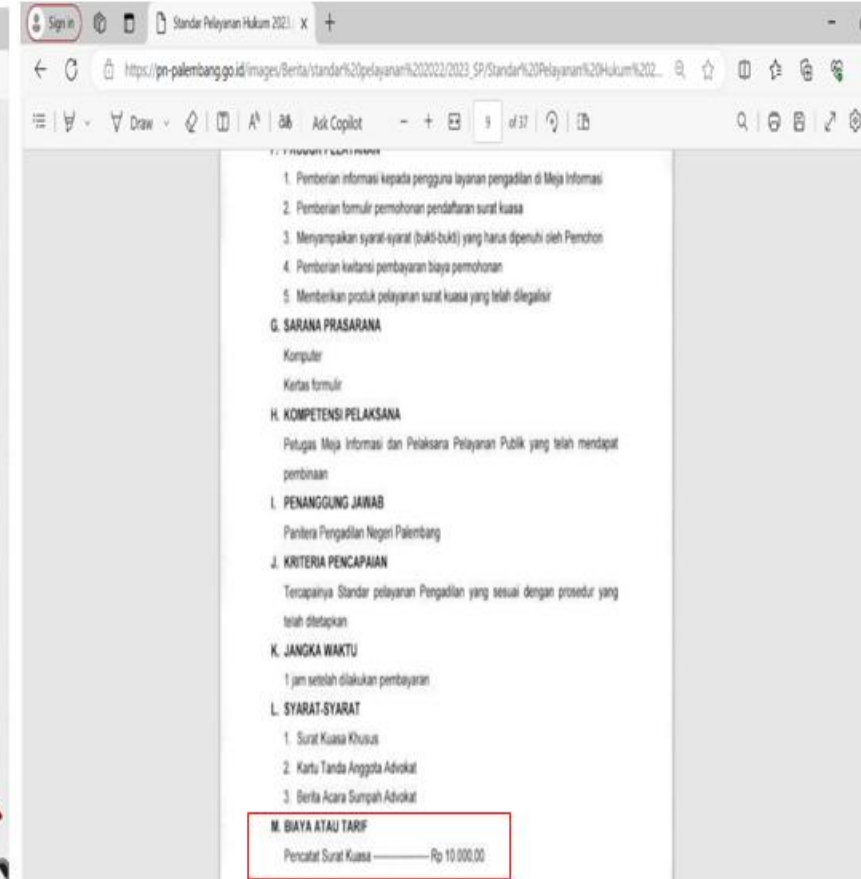 Sign in
Standar Pelayanan Hukum 2023.
https://pn-palembang.go.id/images/Berita/standar%20pelayanan%202022/2023_SP/Standar%20Pelayanan%20Hukum%202...
Draw
Ask Copilot
9 of 37
F. PRODUK PELAYANAN
1. Pemberian informasi kepada pengguna layanan pengadilan di Meja Informasi
2. Pemberian formulir permohonan pendaftaran surat kuasa
3. Menyampaikan syarat-syarat (bukti-bukti) yang harus dipenuhi oleh Pemohon
4. Pemberian kwitansi pembayaran biaya permohonan
5. Memberikan produk pelayanan surat kuasa yang telah dilegalisir
G. SARANA PRASARANA
Komputer
Kertas formulir
H. KOMPETENSI PELAKSANA
Petugas Meja Informasi dan Pelaksana Pelayanan Publik yang telah mendapat
pembinaan
I. PENANGGUNG JAWAB
Panitera Pengadilan Negeri Palembang
J. KRITERIA PENCAPAIAN
Tercapainya Standar pelayanan Pengadilan yang sesuai dengan prosedur yang
telah ditetapkan
K. JANGKA WAKTU
1 jam setelah dilakukan pembayaran
L. SYARAT-SYARAT
1. Surat Kuasa Khusus
2. Kartu Tanda Anggota Advokat
3. Berita Acara Sumpah Advokat
M. BIAYA ATAU TARIF
Pencatat Surat Kuasa ---------------- Rp 10.000,00